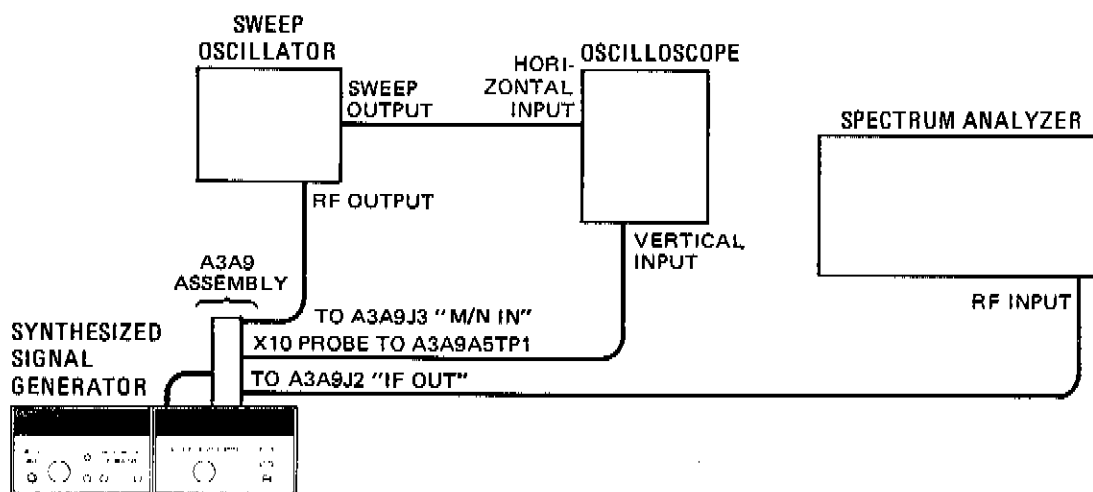 SWEEP
OSCILLATOR
SWEEP
OUTPUT
RF OUTPUT
HORI-
ZONTAL
INPUT
OSCILLOSCOPE
VERTICAL
INPUT
SPECTRUM ANALYZER
RF INPUT
A3A9
ASSEMBLY
TO A3A9J3 "M/N IN"
X10 PROBE TO A3A9A5TP1
TO A3A9J2 "IF OUT"
SYNTHESIZED
SIGNAL
GENERATOR